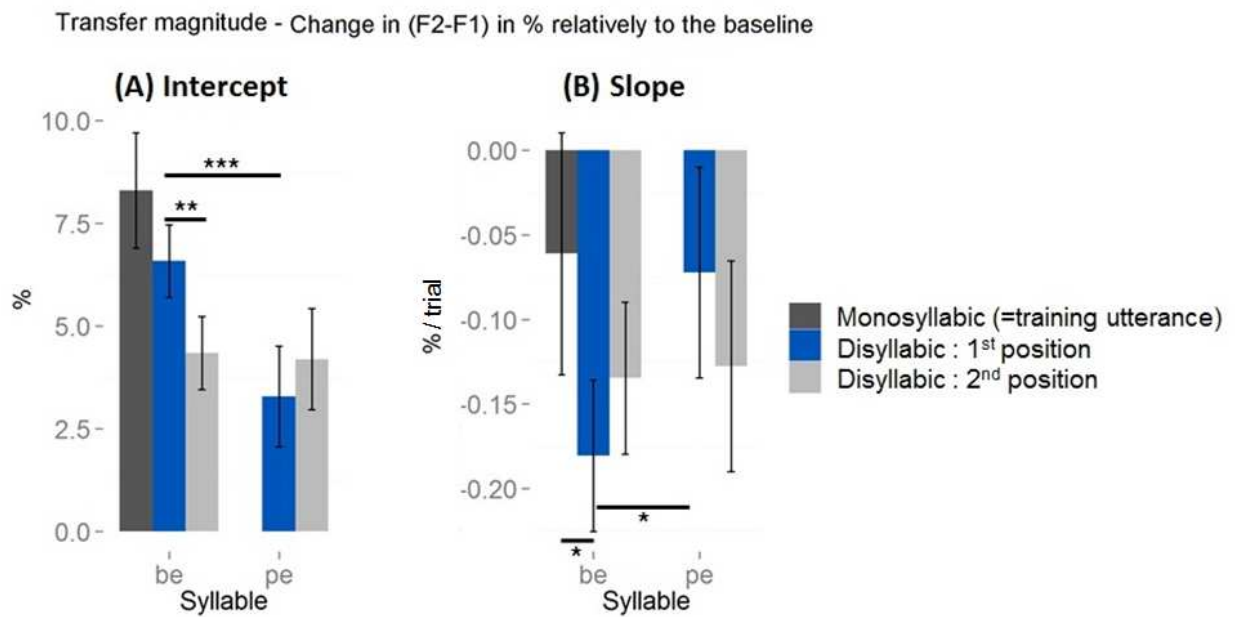 Transfer magnitude - Change in (F2-F1) in % relatively to the baseline
(A) Intercept
10.0
7.5
5.0
2.5
0.0
%
***
**
be
pe
Syllable
(B) Slope
0.00
-0.05
-0.10
-0.15
-0.20
% / trial
*
*
be
pe
Syllable
Monosyllabic (=training utterance)
Disyllabic : 1st position
Disyllabic : 2nd position